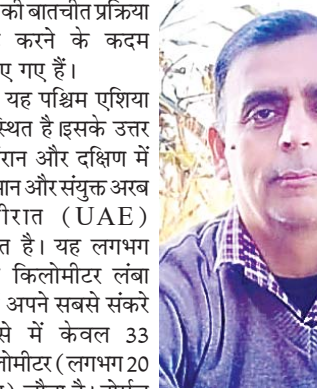 की बातचीत प्रक्रिया
करने के कदम
ए गए हैं।
यह पश्चिम एशिया
स्थित है।इसके उत्तर
रान और दक्षिण में
और संयुक्त अरब
ीरात (UAE)
त है। यह लगभग
किलोमीटर लंबा
अपने सबसे संकरे
से में केवल 33
लोमीटर (लगभग 20